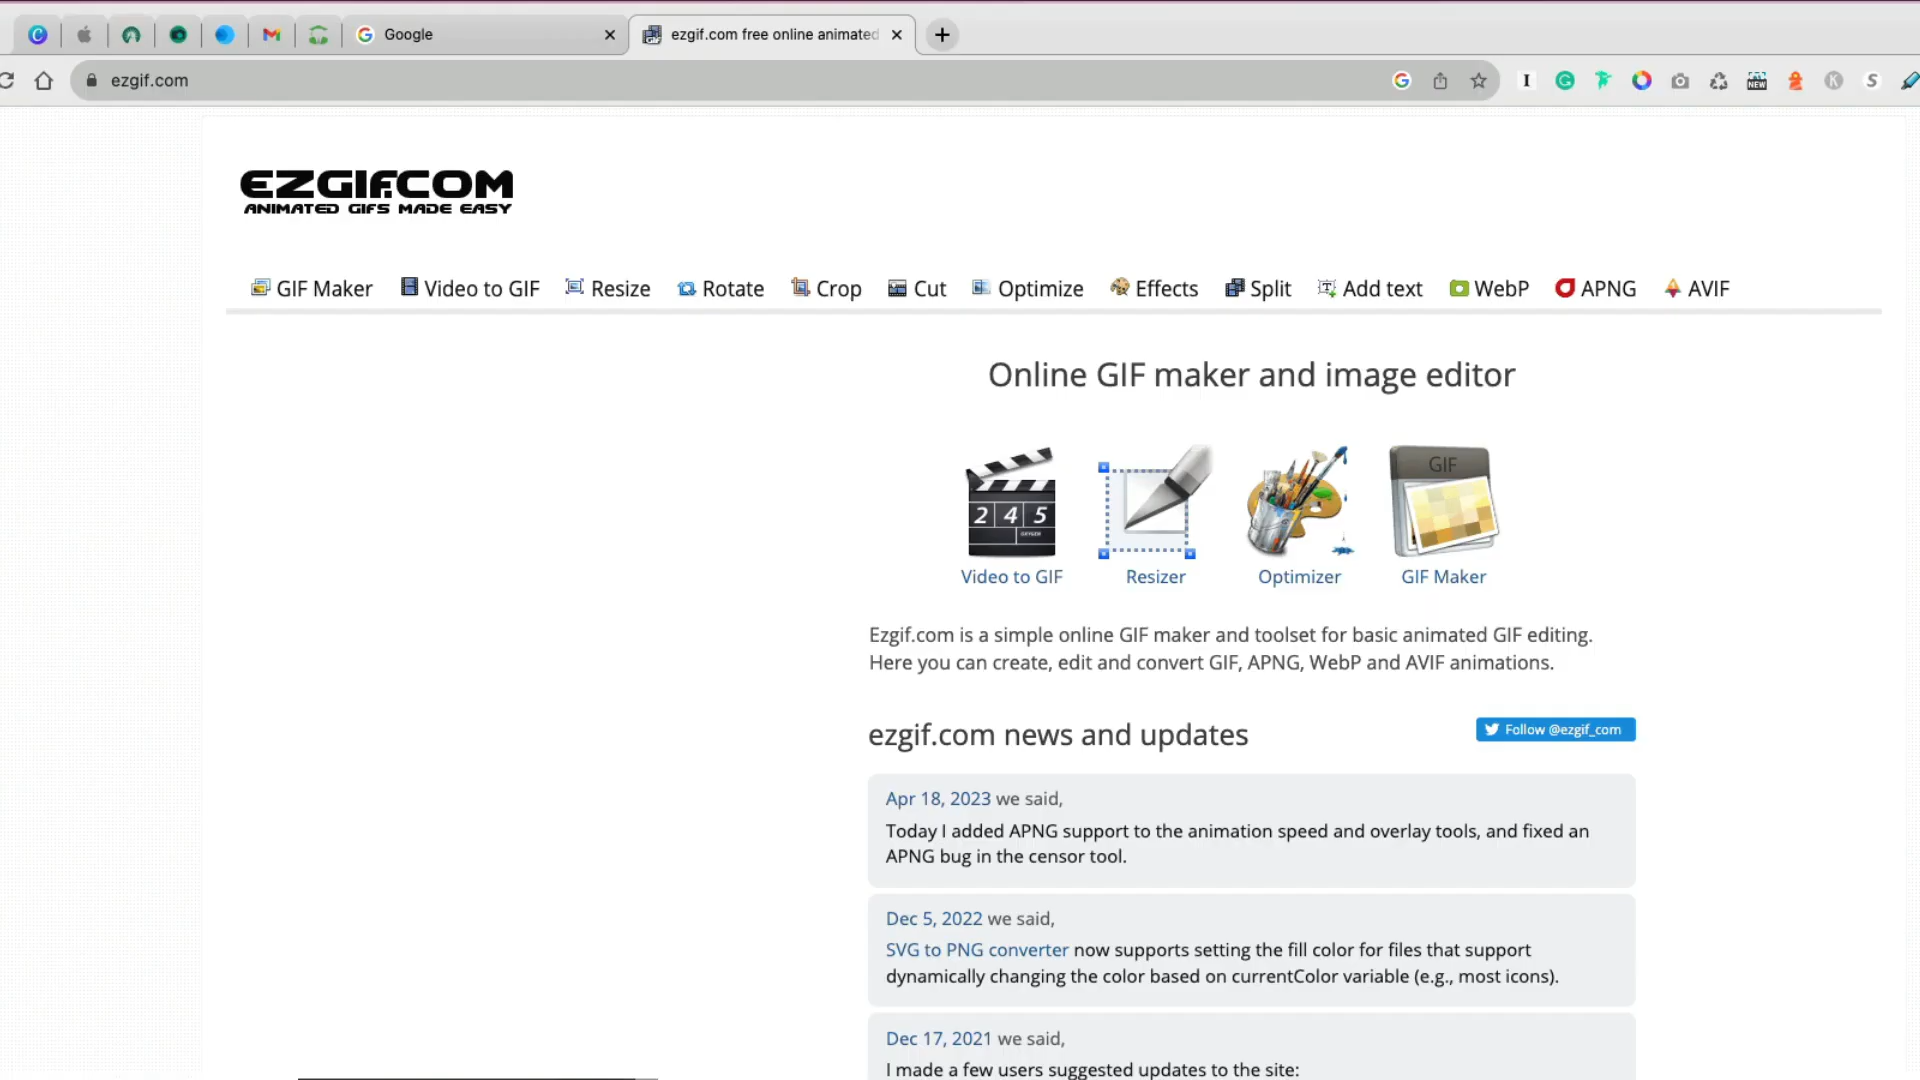 Google
ezgif.com free online animated
ezgif.com
NEW
EZGIF.COM
ANIMATED GIFS MADE EASY
GIF Maker Video to GIF Resize Rotate Crop Cut Optimize Effects Split Add text WebP APNG AVIF
Online GIF maker and image editor
2 4 5
GIF
Video to GIF Resizer Optimizer GIF Maker
Ezgif.com is a simple online GIF maker and toolset for basic animated GIF editing.
Here you can create, edit and convert GIF, APNG, WebP and AVIF animations.
ezgif.com news and updates
Follow @ezgif_com
Apr 18, 2023 we said,
Today I added APNG support to the animation speed and overlay tools, and fixed an
APNG bug in the censor tool.
Dec 5, 2022 we said,
SVG to PNG converter now supports setting the fill color for files that support
dynamically changing the color based on currentColor variable (e.g., most icons).
Dec 17, 2021 we said,
I made a few users suggested updates to the site: